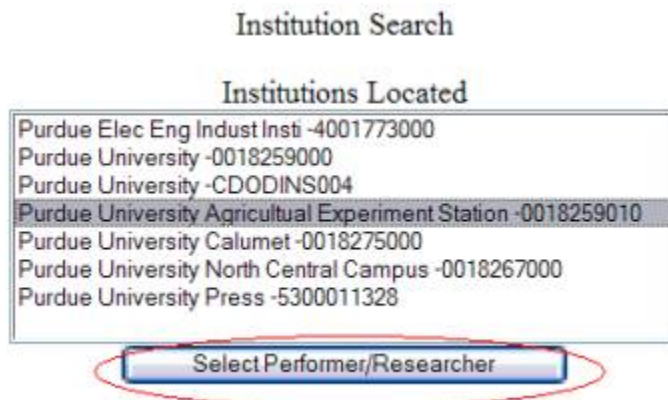 Institution Search
Institutions Located
Purdue Elec Eng Indust Insti -4001773000
Purdue University -0018259000
Purdue University -CDODINS004
Purdue University Agricultual Experiment Station -0018259010
Purdue University Calumet -0018275000
Purdue University North Central Campus -0018267000
Purdue University Press -5300011328
Select Performer/Researcher